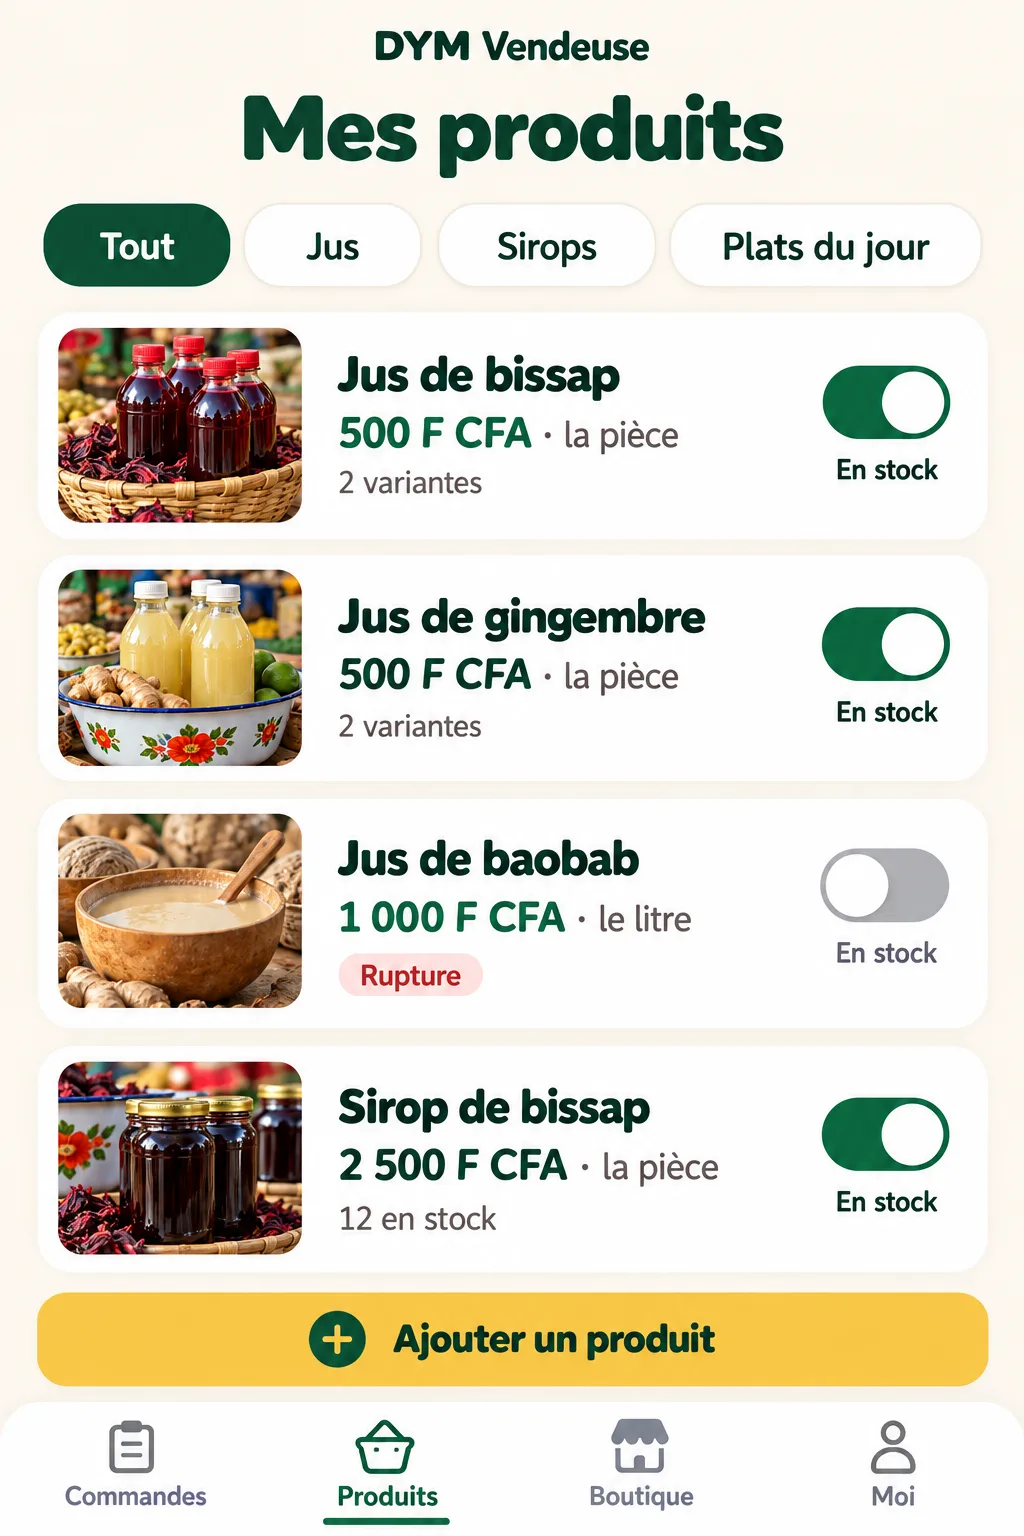 DYM Vendeuse
Mes produits
Tout
Jus
Sirops
Plats du jour
Jus de bissap
500 F CFA · la pièce
2 variantes
En stock
Jus de gingembre
500 F CFA · la pièce
2 variantes
En stock
Jus de baobab
1 000 F CFA · le litre
Rupture
En stock
Sirop de bissap
2 500 F CFA · la pièce
12 en stock
En stock
Ajouter un produit
Commandes
Produits
Boutique
Moi